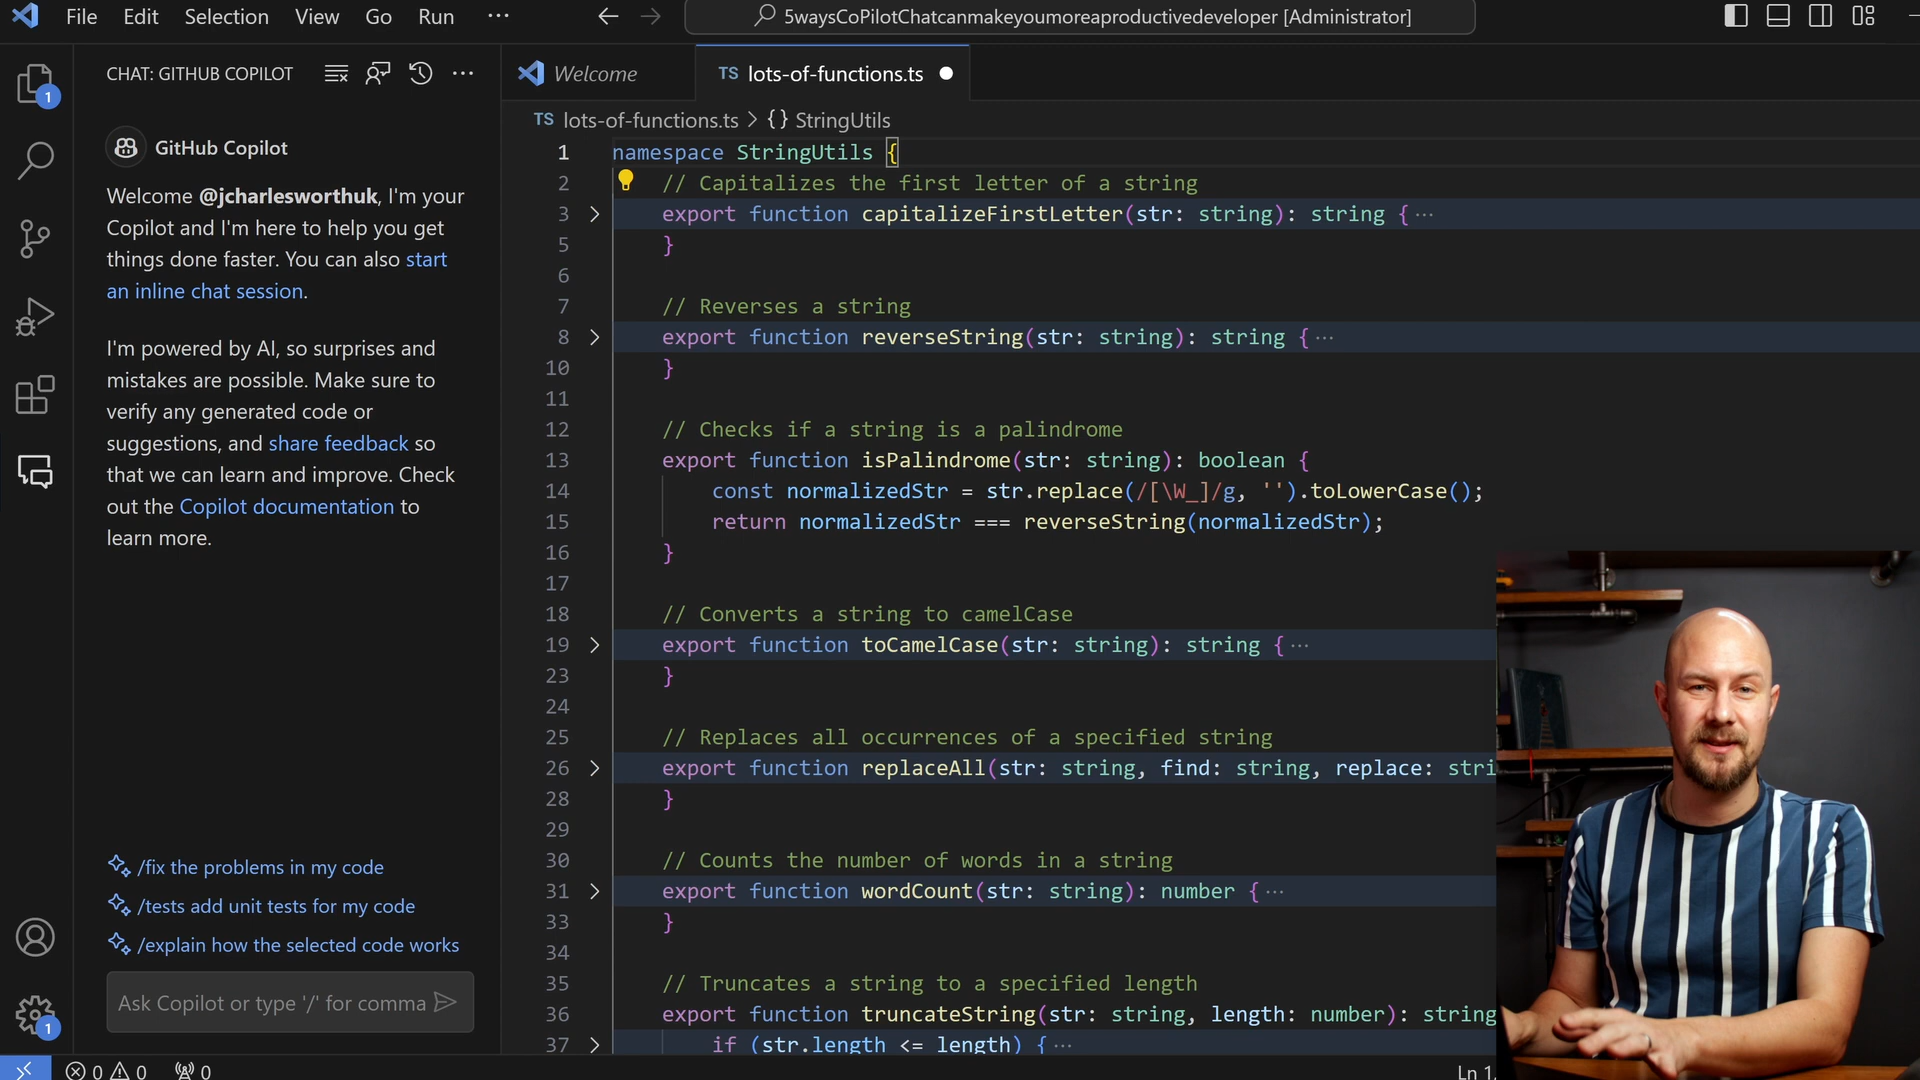 File Edit Selection View Go Run ···
5waysCoPilotChatcanmakeyoumoreaproductivedeveloper [Administrator]
1
CHAT: GITHUB COPILOT
Welcome
TS lots-of-functions.ts
TS lots-of-functions.ts > {} StringUtils
GitHub Copilot
Welcome @jcharlesworthuk, I'm your
Copilot and I'm here to help you get
things done faster. You can also start
an inline chat session.
I'm powered by AI, so surprises and
mistakes are possible. Make sure to
verify any generated code or
suggestions, and share feedback so
that we can learn and improve. Check
out the Copilot documentation to
learn more.
/fix the problems in my code
/tests add unit tests for my code
/explain how the selected code works
Ask Copilot or type '/' for comma
1
1 namespace StringUtils {
2 // Capitalizes the first letter of a string
3 export function capitalizeFirstLetter(str: string): string {···
5 }
6
7 // Reverses a string
8 export function reverseString(str: string): string {···
10 }
11
12 // Checks if a string is a palindrome
13 export function isPalindrome(str: string): boolean {
14 const normalizedStr = str.replace(/[\W_]/g, '').toLowerCase();
15 return normalizedStr === reverseString(normalizedStr);
16 }
17
18 // Converts a string to camelCase
19 export function toCamelCase(str: string): string {···
23 }
24
25 // Replaces all occurrences of a specified string
26 export function replaceAll(str: string, find: string, replace: stri
28 }
29
30 // Counts the number of words in a string
31 export function wordCount(str: string): number {···
33 }
34
35 // Truncates a string to a specified length
36 export function truncateString(str: string, length: number): string
37 if (str.length <= length) {···
0 0 0
Ln 1,